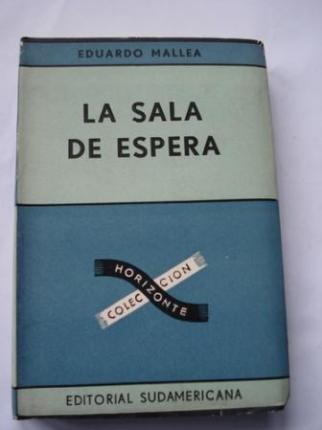 EDUARDO MALLEA
LA SALA
DE ESPERA
COLECCION
HORIZONTE
EDITORIAL SUDAMERICANA